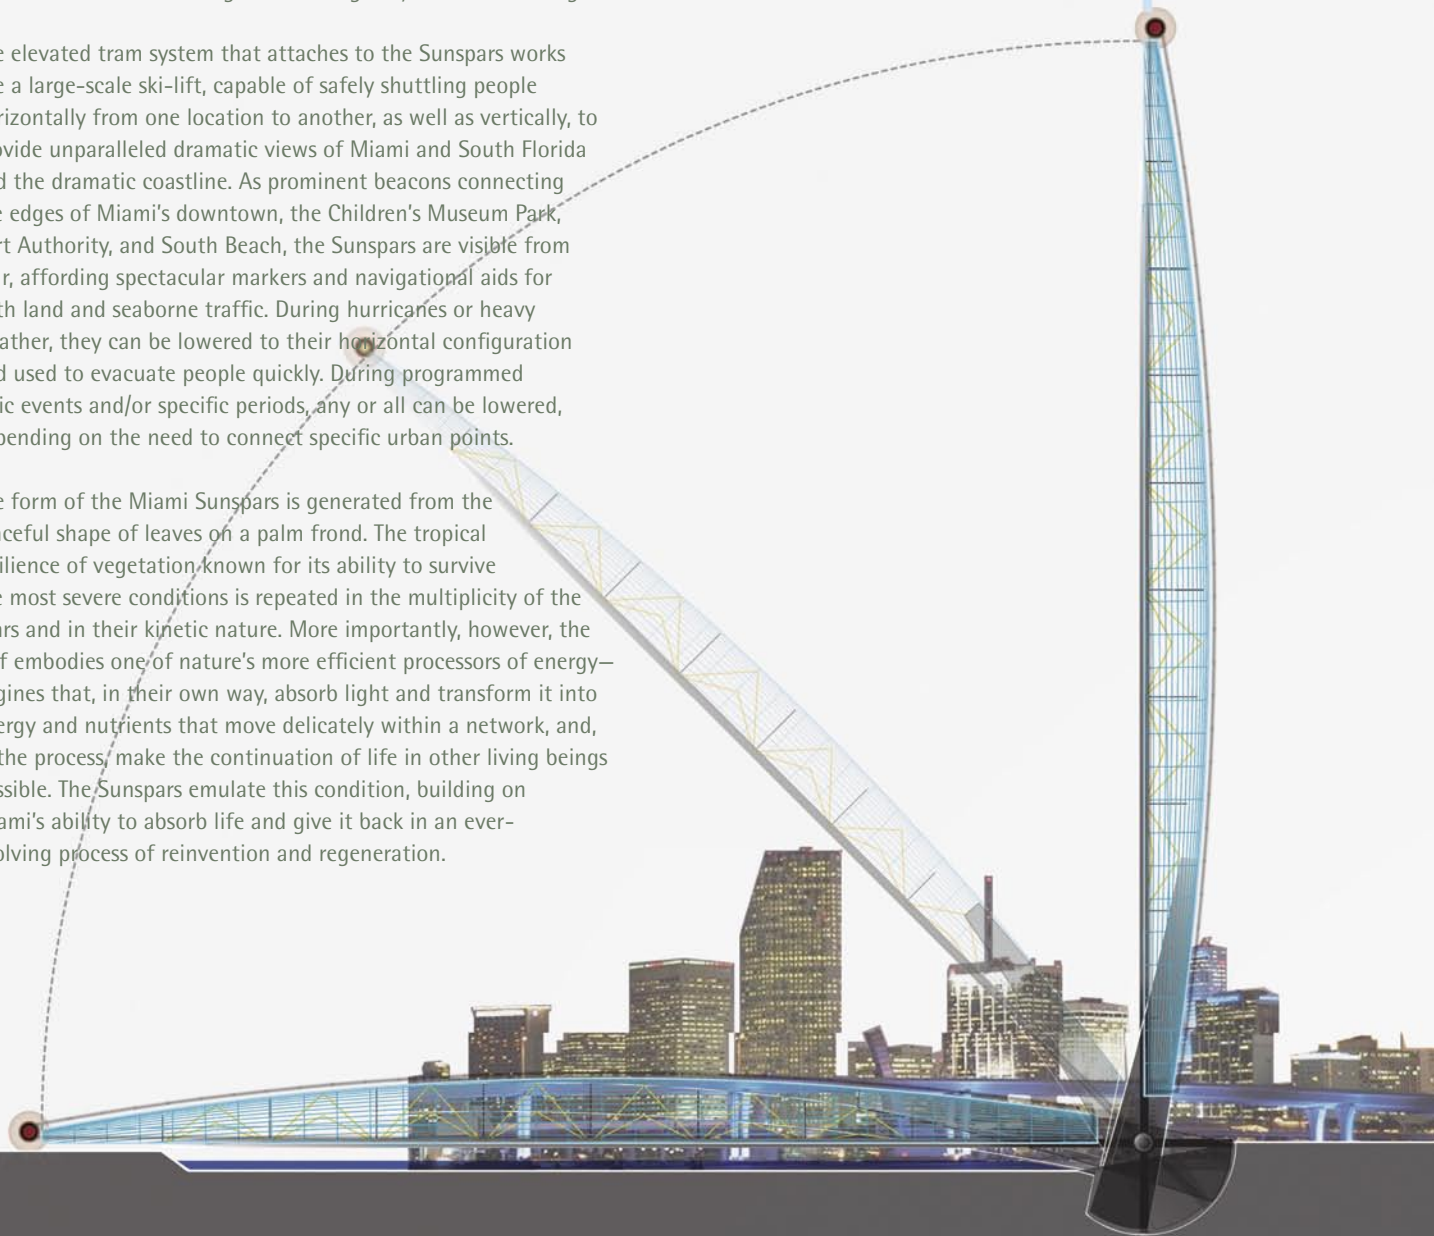 elevated tram system that attaches to the Sunspars works
a large-scale ski-lift, capable of safely shuttling people
horizontally from one location to another, as well as vertically, to
provide unparalleled dramatic views of Miami and South Florida
the dramatic coastline. As prominent beacons connecting
edges of Miami’s downtown, the Children’s Museum Park,
rt Authority, and South Beach, the Sunspars are visible from
r, affording spectacular markers and navigational aids for
th land and seaborne traffic. During hurricanes or heavy
ather, they can be lowered to their horizontal configuration
d used to evacuate people quickly. During programmed
ic events and/or specific periods, any or all can be lowered,
pending on the need to connect specific urban points.
e form of the Miami Sunspars is generated from the
aceful shape of leaves on a palm frond. The tropical
silience of vegetation known for its ability to survive
e most severe conditions is repeated in the multiplicity of the
ars and in their kinetic nature. More importantly, however, the
f embodies one of nature’s more efficient processors of energy—
gines that, in their own way, absorb light and transform it into
ergy and nutrients that move delicately within a network, and,
the process, make the continuation of life in other living beings
ssible. The Sunspars emulate this condition, building on
ami’s ability to absorb life and give it back in an ever-
olving process of reinvention and regeneration.